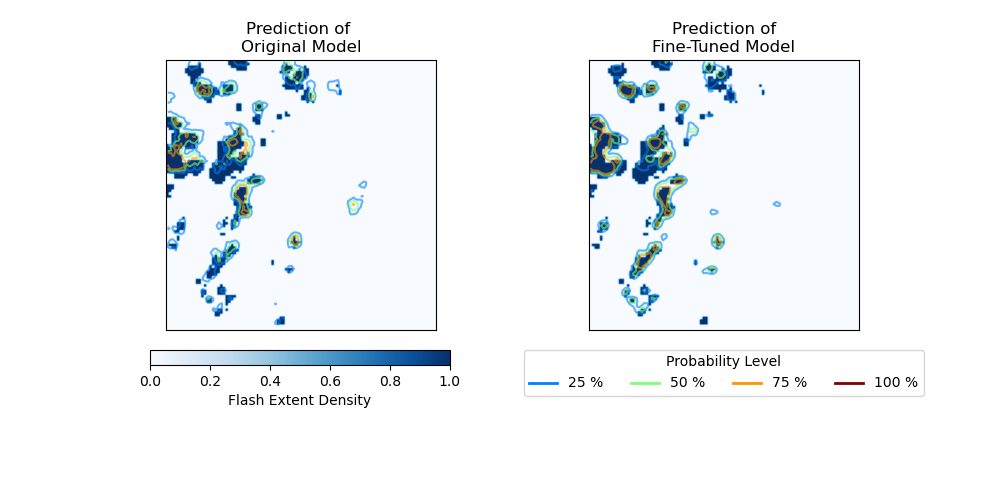 Prediction of
Original Model
Prediction of
Fine-Tuned Model
0.0 0.2 0.4 0.6 0.8 1.0
Flash Extent Density
Probability Level
25 % 50 % 75 % 100 %